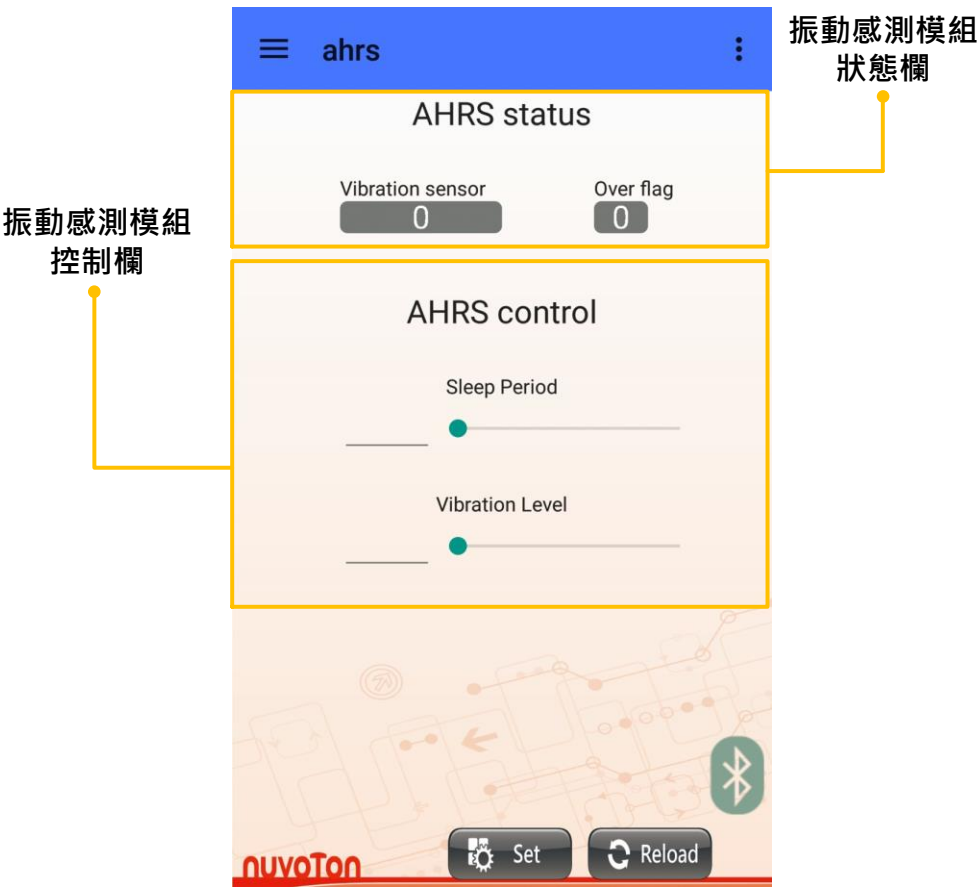 ahrs
振動感測模組
狀態欄
AHRS status
Vibration sensor
Over flag
0
0
振動感測模組
控制欄
AHRS control
Sleep Period
Vibration Level
Set
Reload
nuvoTon